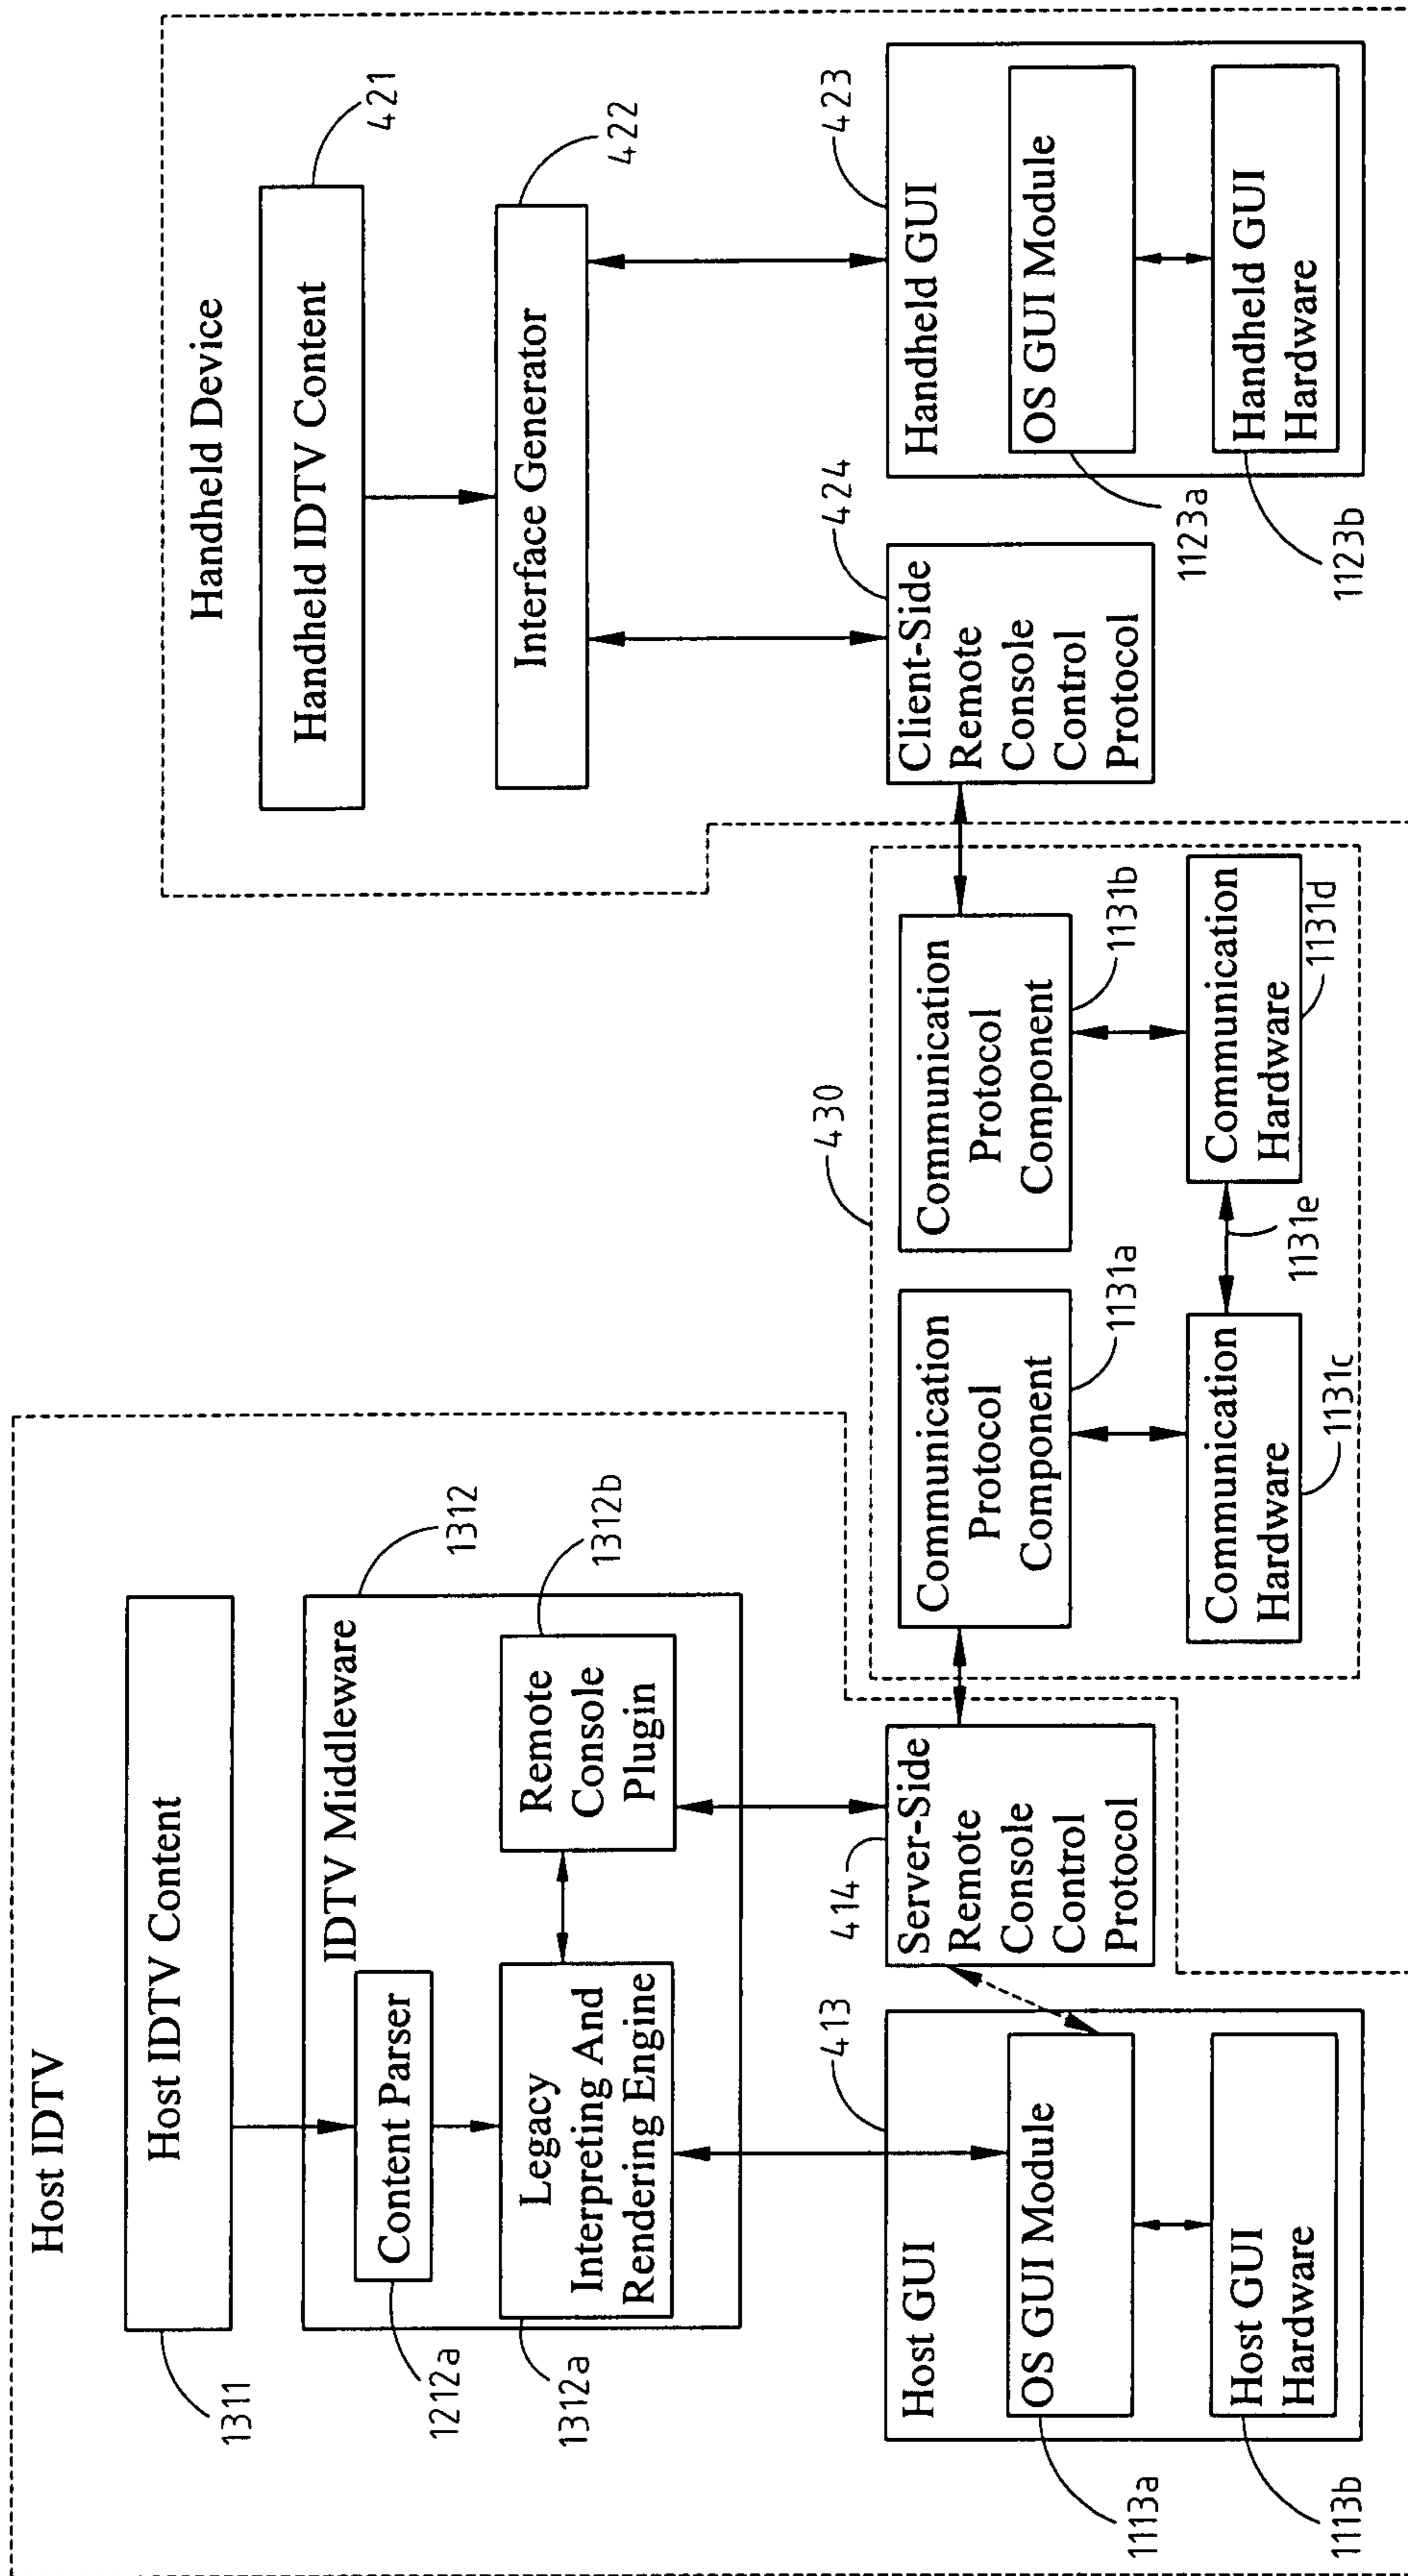 Host IDTV
Host IDTV Content
1311
IDTV Middleware
1312
Content Parser
1212a
Legacy
Interpreting And
Rendering Engine
1312a
Remote
Console
Plugin
1312b
Host GUI
413
OS GUI Module
1113a
Host GUI
Hardware
1113b
414
Server-Side
Remote
Console
Control
Protocol
430
Communication
Protocol
Component
1131a
Communication
Protocol
Component
1131b
Communication
Hardware
1131c
1131e
Communication
Hardware
1131d
Handheld Device
Handheld IDTV Content
421
Interface Generator
422
Client-Side
Remote
Console
Control
Protocol
424
Handheld GUI
423
OS GUI Module
1123a
Handheld GUI
Hardware
1123b